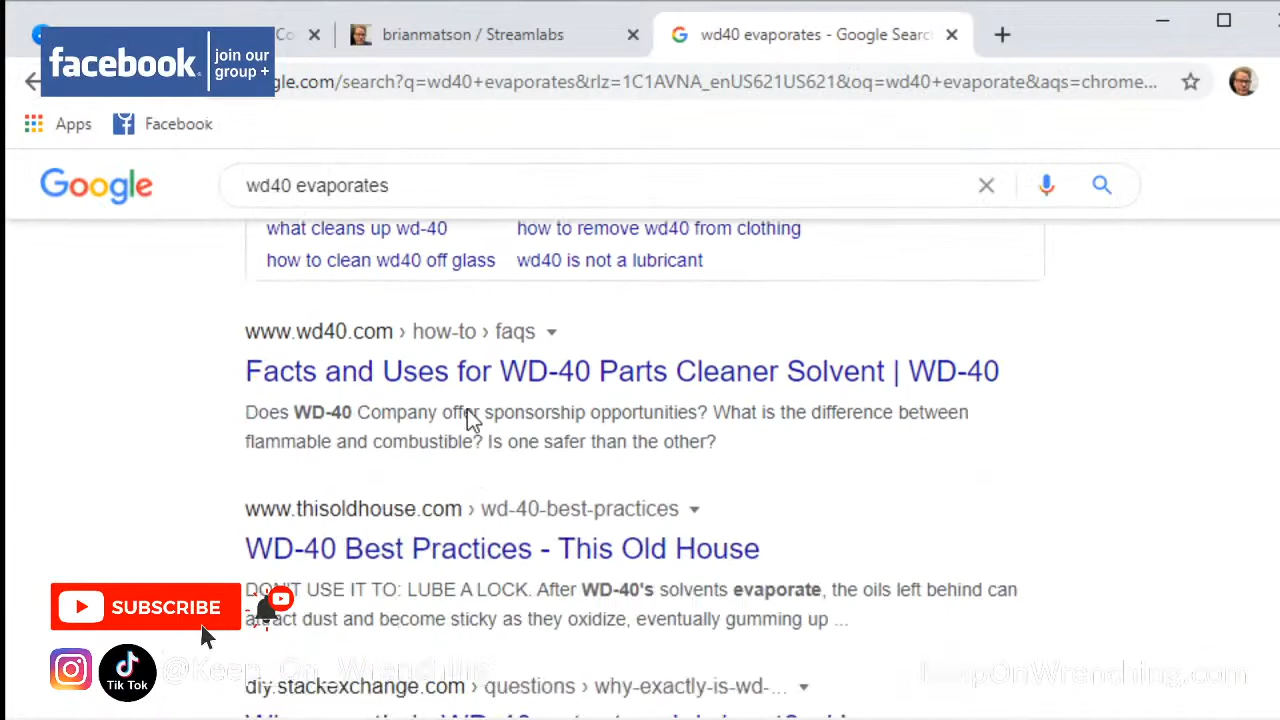 facebook
join our
group +
brianmatson / Streamlabs
wd40 evaporates - Google Searc
gle.com/search?q=wd40+evaporates&rlz=1C1AVNA_enUS621US621&oq=wd40+evaporate&aqs=chrome...
Apps
Facebook
Google
wd40 evaporates
what cleans up wd-40
how to remove wd40 from clothing
how to clean wd40 off glass
wd40 is not a lubricant
www.wd40.com › how-to › faqs
Facts and Uses for WD-40 Parts Cleaner Solvent | WD-40
Does WD-40 Company offer sponsorship opportunities? What is the difference between
flammable and combustible? Is one safer than the other?
www.thisoldhouse.com › wd-40-best-practices
WD-40 Best Practices - This Old House
DON'T USE IT TO: LUBE A LOCK. After WD-40's solvents evaporate, the oils left behind can
attract dust and become sticky as they oxidize, eventually gumming up ...
SUBSCRIBE
Tik Tok
KeepOnWrenching.com
diy.stackexchange.com › questions › why-exactly-is-wd-...